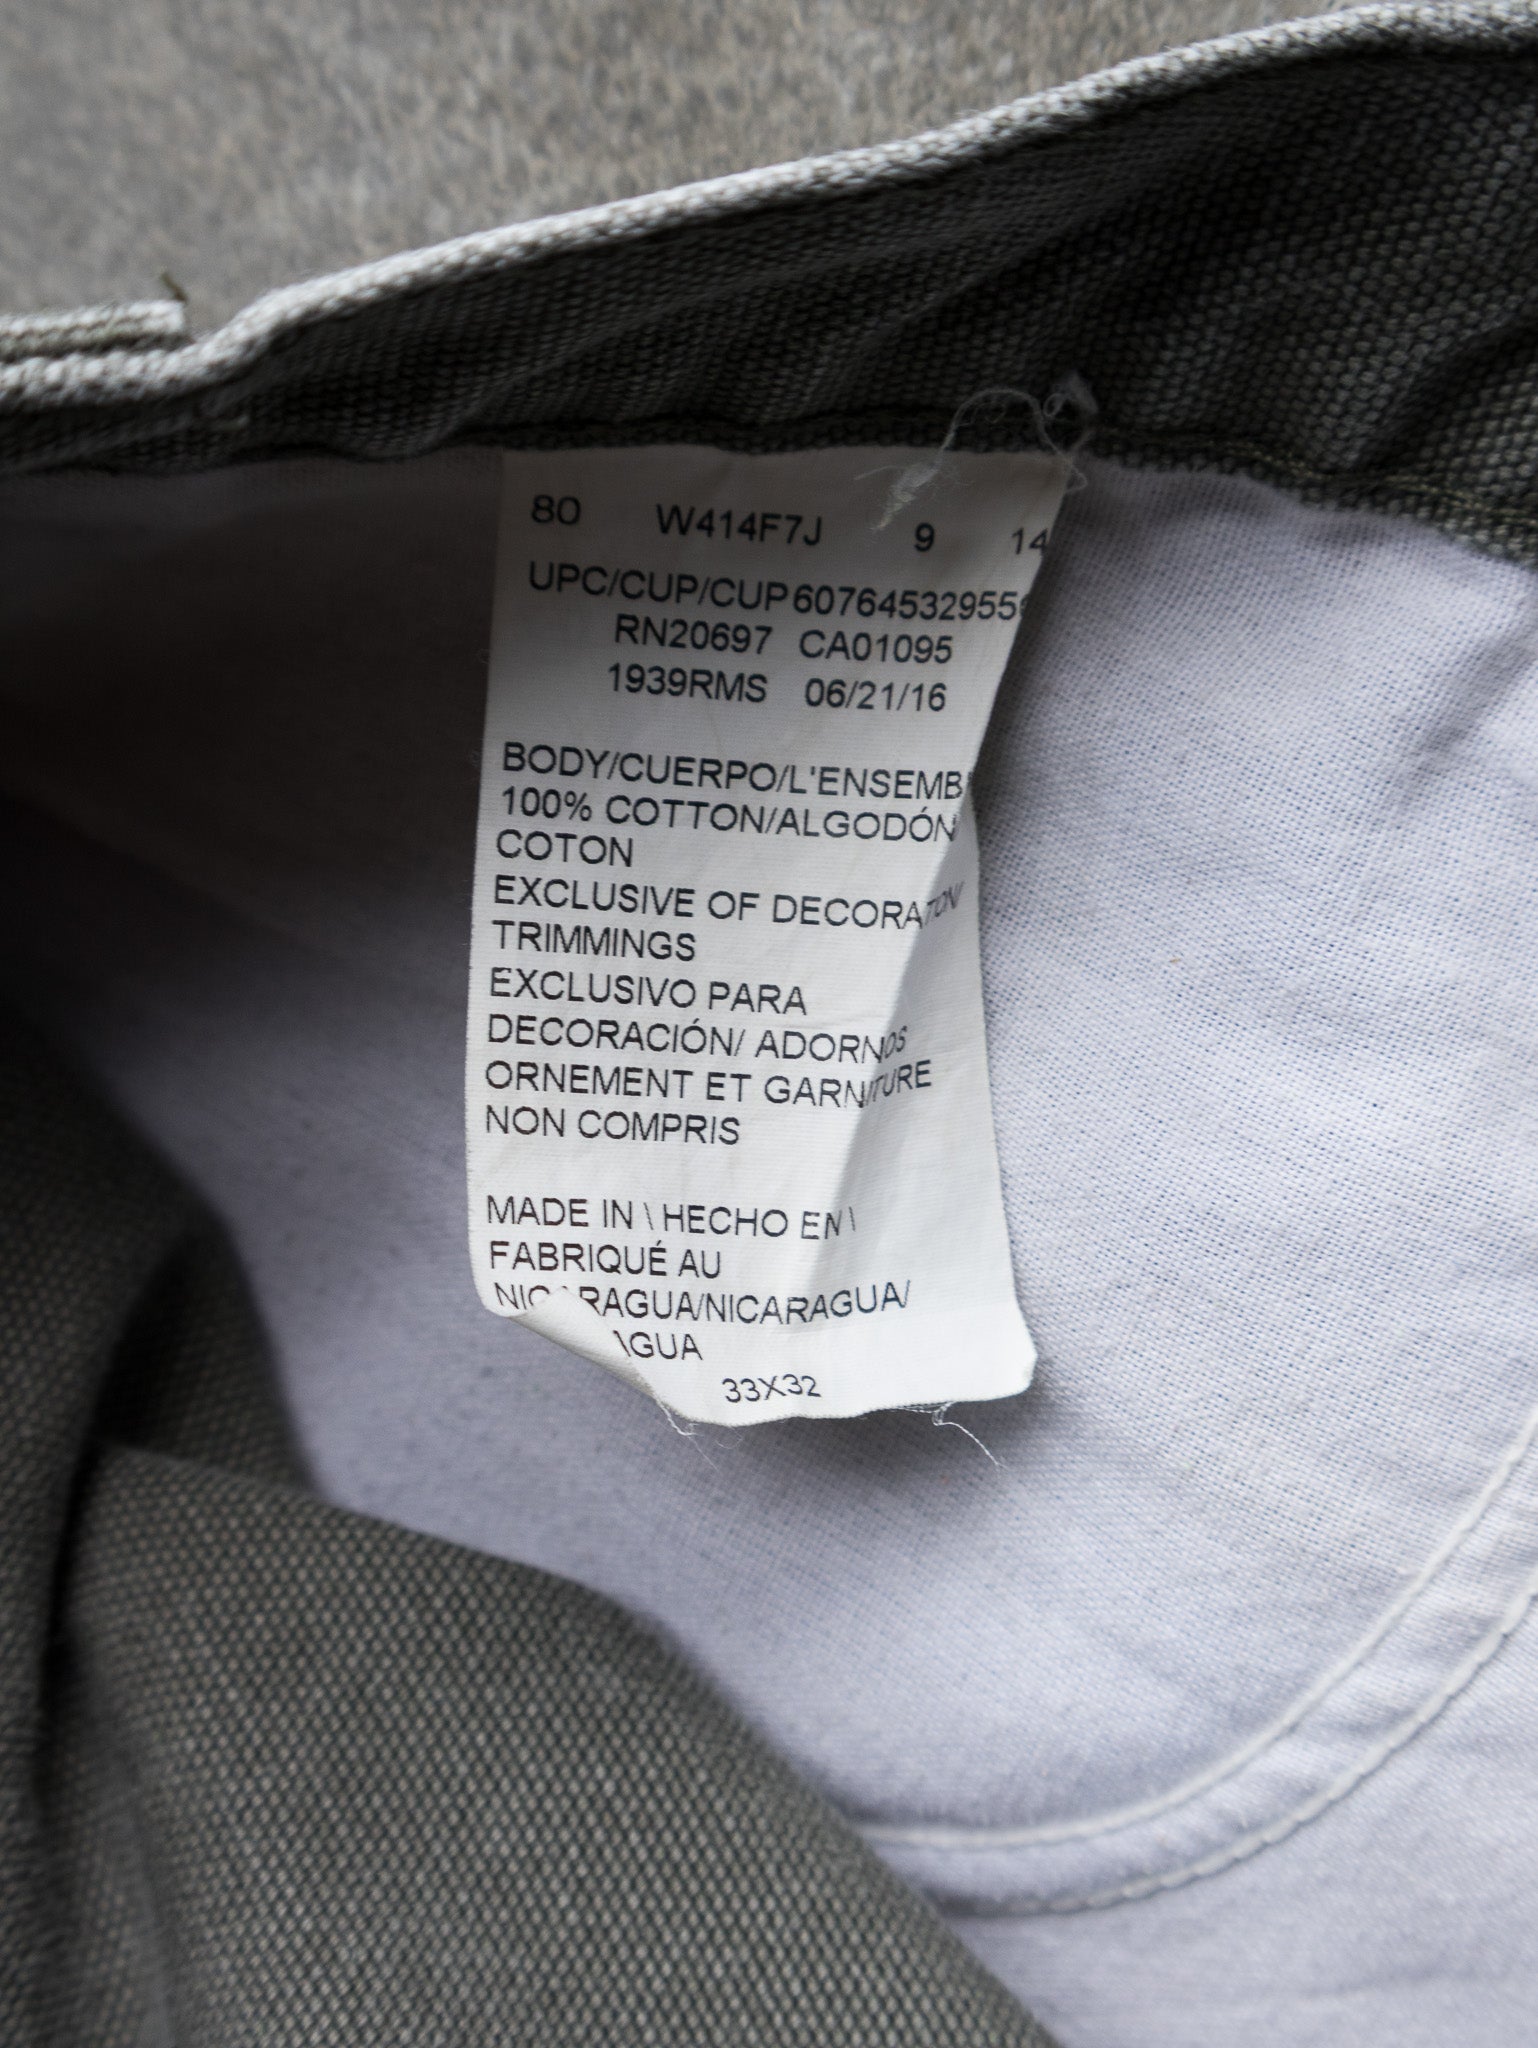 80 W414F7J 9 14
UPC/CUP/CUP
RN20697 CA01095
1939RMS 06/21/16
BODY/CUERPO/L'ENSEMB
100% COTTON/ALGODÓN
COTON
EXCLUSIVE OF DECORATION/
TRIMMINGS
EXCLUSIVO PARA
DECORACIÓN/ ADORNOS
ORNEMENT ET GARNITURE
NON COMPRIS
MADE IN \ HECHO EN \
FABRIQUÉ AU
NICARAGUA/NICARAGUA/
AGUA
33X32